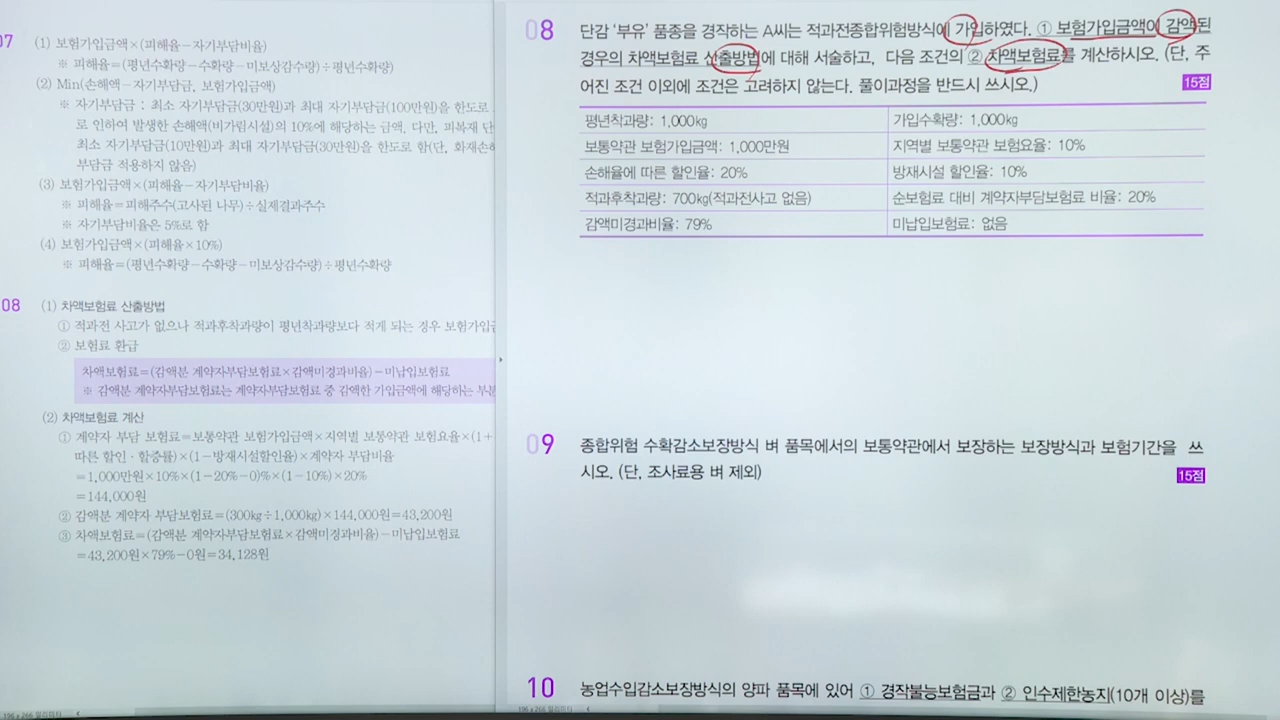 07
(1) 보험가입금액×(피해율-자기부담비율)
※ 피해율=(평년수확량-수확량-미보상감수량)÷평년수확량)
(2) Min(손해액-자기부담금, 보험가입금액)
※ 자기부담금 : 최소 자기부담금(30만원)과 최대 자기부담금(100만원)을 한도로
로 인하여 발생한 손해액(비가림시설)의 10%에 해당하는 금액. 다만, 피복재 단
최소 자기부담금(10만원)과 최대 자기부담금(30만원)을 한도로 함(단, 화재손해
부담금 적용하지 않음)
(3) 보험가입금액×(피해율-자기부담비율)
※ 피해율=피해주수(고사된 나무)÷실제결과주수
※ 자기부담비율은 5%로 함
(4) 보험가입금액×(피해율×10%)
※ 피해율=(평년수확량-수확량-미보상감수량)÷평년수확량
08
(1) 차액보험료 산출방법
① 적과전 사고가 없으나 적과후착과량이 평년착과량보다 적게 되는 경우 보험가입금
② 보험료 환급
차액보험료=(감액분 계약자부담보험료×감액미경과비율)-미납입보험료
※ 감액분 계약자부담보험료는 계약자부담보험료 중 감액한 가입금액에 해당하는 부분
(2) 차액보험료 계산
① 계약자 부담 보험료=보통약관 보험가입금액×지역별 보통약관 보험요율×(1+
따른 할인·할증률)×(1-방재시설할인율)×계약자 부담비율
=1,000만원×10%×(1-20%-0)%×(1-10%)×20%
=144,000원
② 감액분 계약자 부담보험료=(300kg÷1,000kg)×144,000원=43,200원
③ 차액보험료=(감액분 계약자부담보험료×감액미경과비율)-미납입보험료
=43,200원×79%-0원=34,128원
196 x 266 밀리미터
08
단감 '부유' 품종을 경작하는 A씨는 적과전종합위험방식에 가입하였다. ① 보험가입금액이 감액된
경우의 차액보험료 산출방법에 대해 서술하고, 다음 조건의 ② 차액보험료를 계산하시오. (단, 주
어진 조건 이외에 조건은 고려하지 않는다. 풀이과정을 반드시 쓰시오.)
15점
평년착과량: 1,000kg 가입수확량: 1,000kg
보통약관 보험가입금액: 1,000만원 지역별 보통약관 보험요율: 10%
손해율에 따른 할인율: 20% 방재시설 할인율: 10%
적과후착과량: 700kg(적과전사고 없음) 순보험료 대비 계약자부담보험료 비율: 20%
감액미경과비율: 79% 미납입보험료: 없음
09
종합위험 수확감소보장방식 벼 품목에서의 보통약관에서 보장하는 보장방식과 보험기간을 쓰
시오. (단, 조사료용 벼 제외)
15점
10
농업수입감소보장방식의 양파 품목에 있어 ① 경작불능보험금과 ② 인수제한농지(10개 이상)를
196 x 266 밀리미터